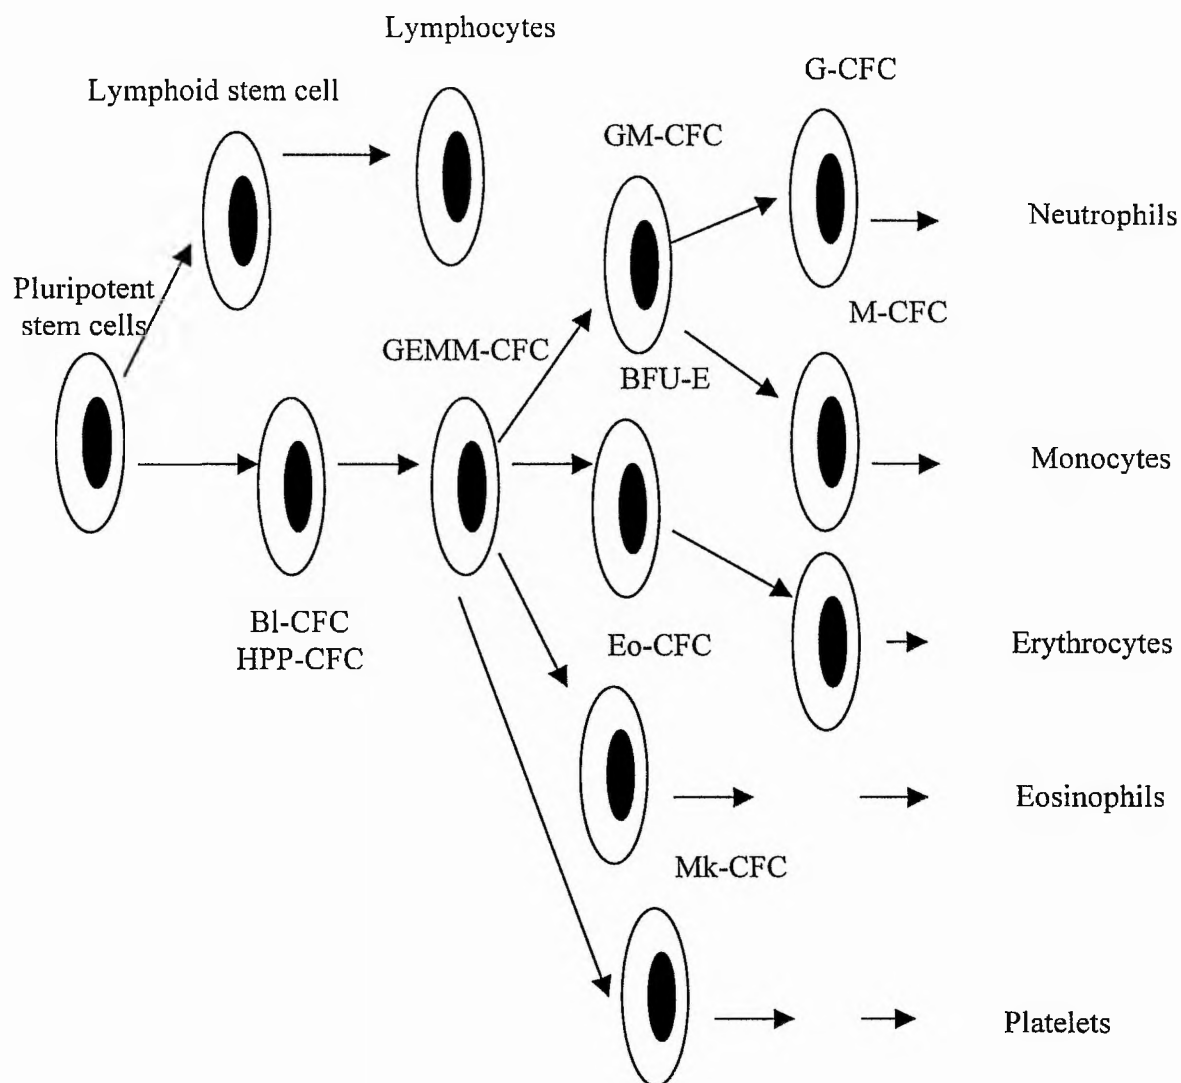 Lymphocytes
Lymphoid stem cell
G-CFC
GM-CFC
Neutrophils
Pluripotent
stem cells
M-CFC
GEMM-CFC
BFU-E
Monocytes
Bl-CFC
HPP-CFC
Eo-CFC
Erythrocytes
Eosinophils
Mk-CFC
Platelets